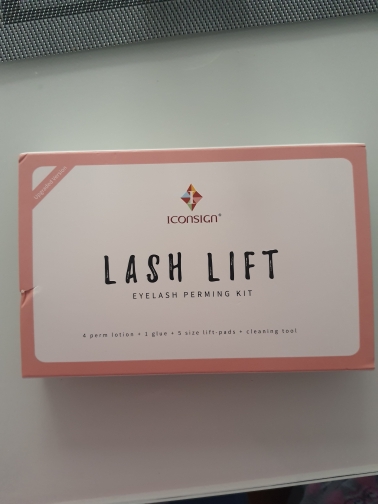 ICONSIGN®
LASH LIFT
EYELASH PERMING KIT
4 perm lotion + 1 glue + 5 size lift pads + cleaning tool